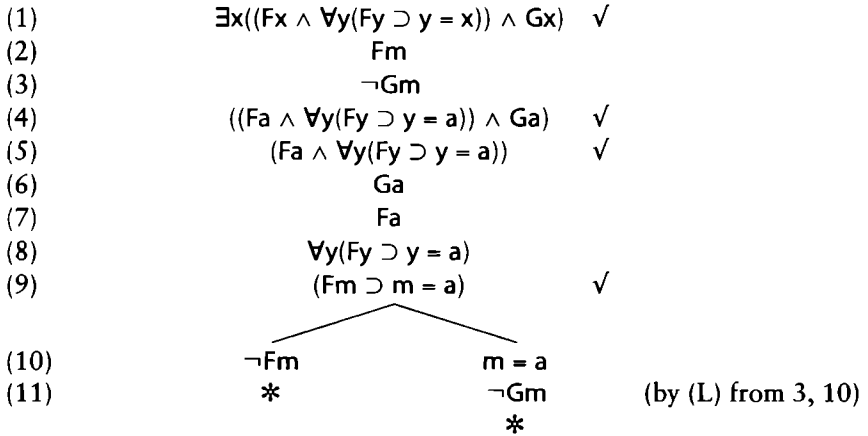 (1) ∃x((Fx ∧ ∀y(Fy ⊃ y = x)) ∧ Gx) √
(2) Fm
(3) ¬Gm
(4) ((Fa ∧ ∀y(Fy ⊃ y = a)) ∧ Ga) √
(5) (Fa ∧ ∀y(Fy ⊃ y = a)) √
(6) Ga
(7) Fa
(8) ∀y(Fy ⊃ y = a)
(9) (Fm ⊃ m = a) √
(10) ¬Fm m = a
(11) * ¬Gm (by (L) from 3, 10)
*